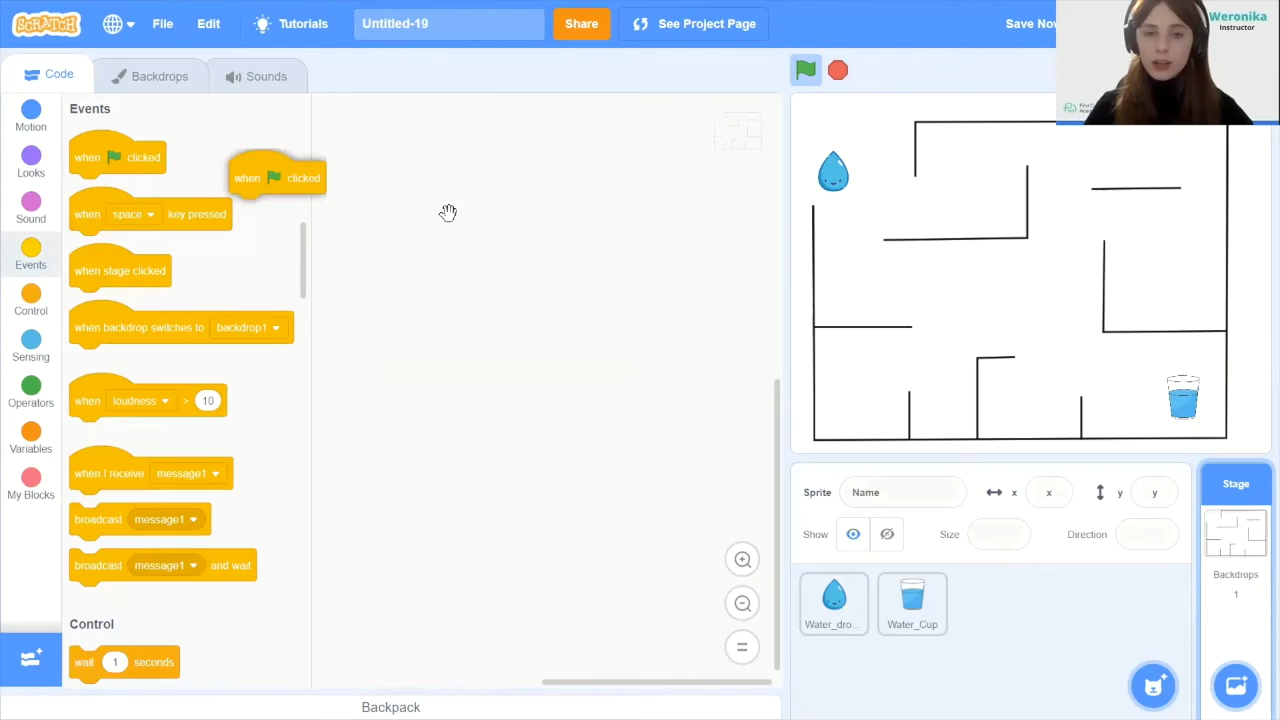 SCRATCH
File
Edit
Tutorials
Untitled-19
Share
See Project Page
Save Now
Weronika
Instructor
Code
Backdrops
Sounds
Motion
Looks
Sound
Events
Control
Sensing
Operators
Variables
My Blocks
Events
when clicked
when clicked
when space key pressed
when stage clicked
when backdrop switches to backdrop1
when loudness > 10
when I receive message1
broadcast message1
broadcast message1 and wait
Control
wait 1 seconds
Backpack
Sprite Name x x y y
Show Size Direction
Water_dro...
Water_Cup
Stage
Backdrops
1